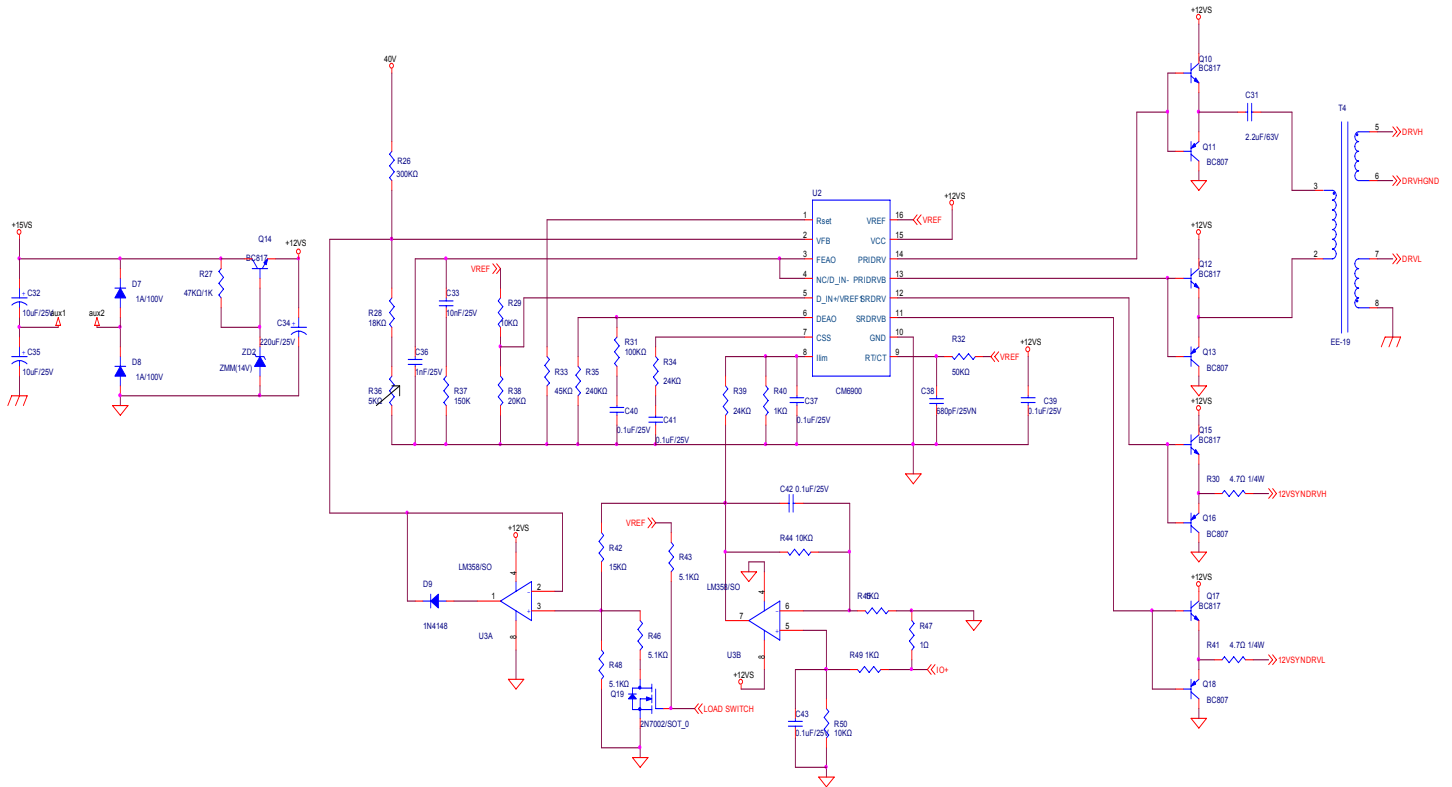 +12VS
Q10
BC817
40V
C31
2.2uF/63V
T4
5
DRVH
Q11
BC807
R26
300KΩ
6
DRVHGND
3
U2
+12VS
1
Rset
VREF
16
VREF
2
VFB
VCC
15
3
FEAO
PRIDRV
14
4
NC/D_IN-
PRIDRVB
13
5
D_IN+/VREF1
SRDRV
12
6
DEAO
SRDRVB
11
7
CSS
GND
10
8
Ilim
RT/CT
9
CM6900
+15VS
Q14
BC817
+12VS
R27
47KΩ/1K
D7
1A/100V
C32
10uF/25V
aux1
aux2
C34
220uF/25V
C35
10uF/25V
D8
1A/100V
ZD2
ZMM(14V)
VREF
C33
10nF/25V
R29
10KΩ
R28
18KΩ
C36
1nF/25V
R36
5KΩ
R37
150K
R38
20KΩ
R33
45KΩ
R35
240KΩ
R31
100KΩ
R34
24KΩ
C40
0.1uF/25V
C41
0.1uF/25V
R39
24KΩ
R40
1KΩ
C37
0.1uF/25V
R32
50KΩ
VREF
+12VS
C38
680pF/25VN
C39
0.1uF/25V
+12VS
Q12
BC817
2
7
DRVL
8
EE-19
Q13
BC807
+12VS
Q15
BC817
R30
4.7Ω 1/4W
12VSYNDRVH
Q16
BC807
+12VS
Q17
BC817
R41
4.7Ω 1/4W
12VSYNDRVL
Q18
BC807
C42 0.1uF/25V
R44 10KΩ
VREF
+12VS
R42
15KΩ
R43
5.1KΩ
LM358/SO
4
2
1
3
8
U3A
D9
1N4148
LM358/SO
4
6
7
5
8
U3B
+12VS
R47
1Ω
R49 1KΩ
IO+
R46
5.1KΩ
R48
5.1KΩ
Q19
2N7002/SOT_0
LOAD SWITCH
C43
0.1uF/25V
R50
10KΩ